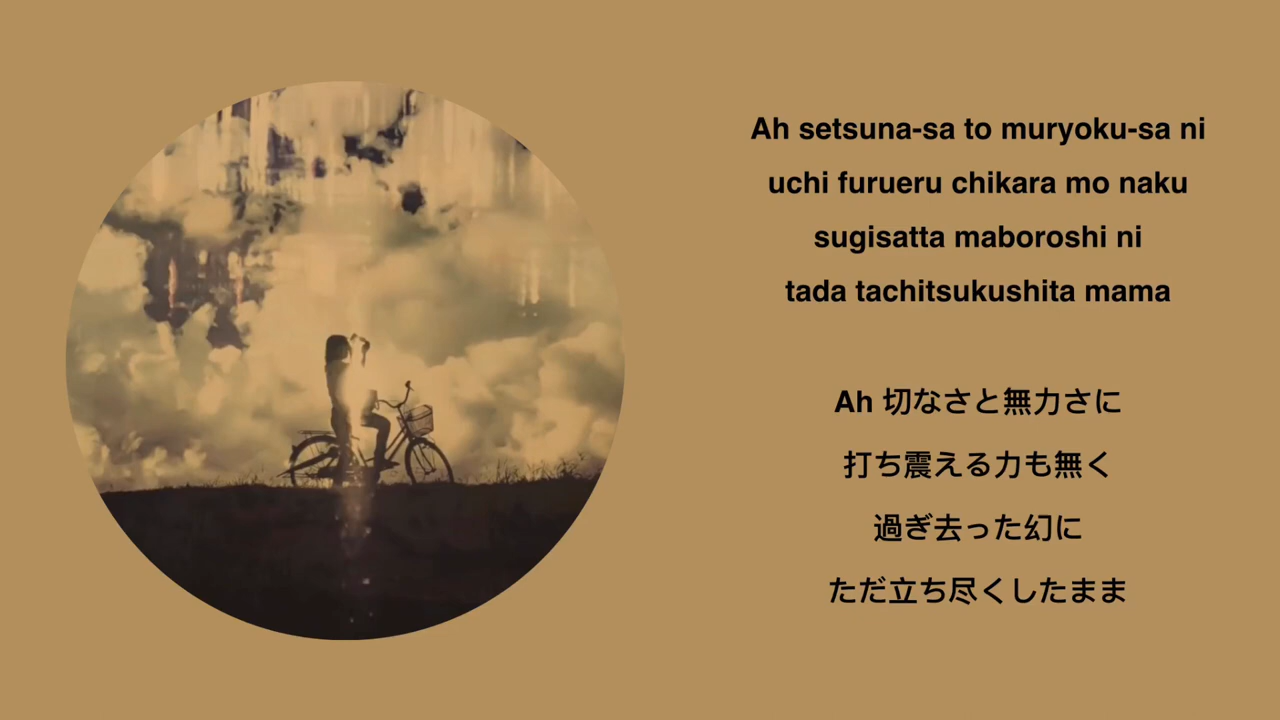 Ah setsuna-sa to muryoku-sa ni
uchi furueru chikara mo naku
sugisatta maboroshi ni
tada tachitsukushita mama
Ah 切なさと無力さに
打ち震える力も無く
過ぎ去った幻に
ただ立ち尽くしたまま